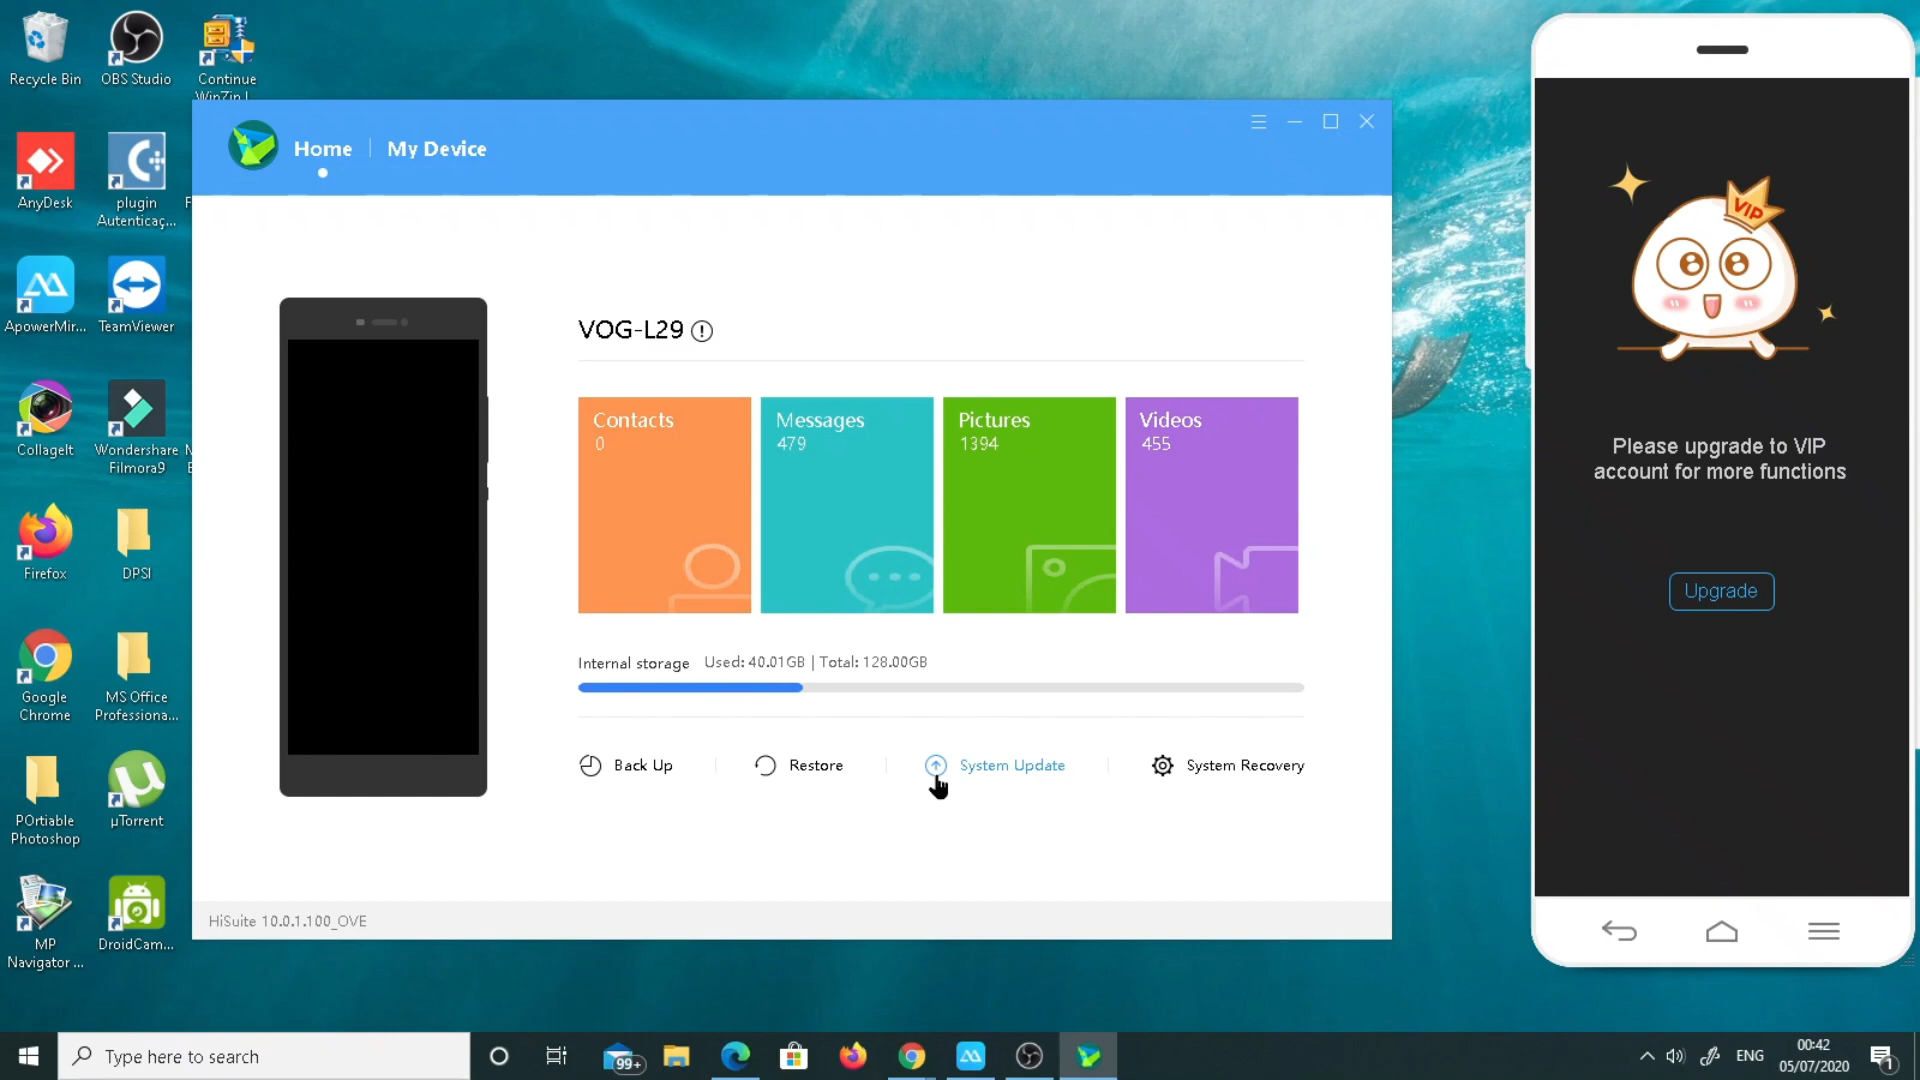 Recycle Bin
OBS Studio
Continue
WinZip I...
AnyDesk
plugin
Autenticaç...
ApowerMir...
TeamViewer
CollageIt
Wondershare
Filmora9
Firefox
DPSI
Google
Chrome
MS Office
Professiona...
POrtiable
Photoshop
µTorrent
MP
Navigator ...
DroidCam...
Home
My Device
VOG-L29
Contacts
0
Messages
479
Pictures
1394
Videos
455
Internal storage Used: 40.01GB | Total: 128.00GB
Back Up
Restore
System Update
System Recovery
HiSuite 10.0.1.100_OVE
VIP
Please upgrade to VIP
account for more functions
Upgrade
Type here to search
99+
ENG
00:42
05/07/2020
1